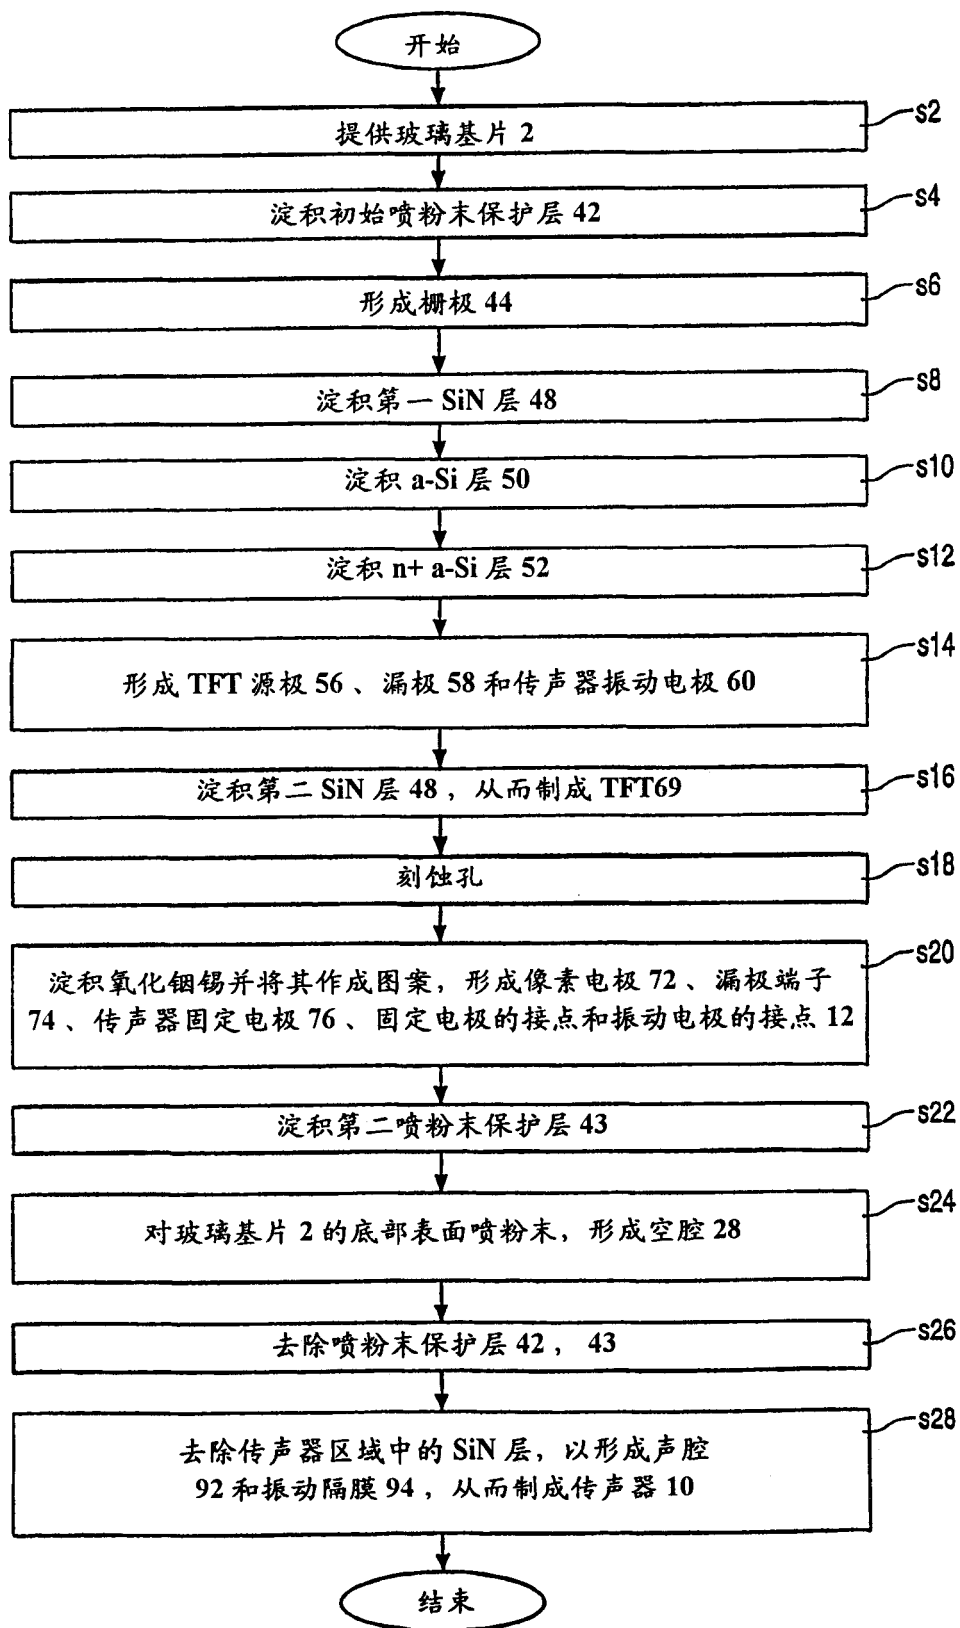 开始
s2
提供玻璃基片 2
s4
淀积初始喷粉末保护层 42
s6
形成栅极 44
s8
淀积第一 SiN 层 48
s10
淀积 a-Si 层 50
s12
淀积 n+ a-Si 层 52
s14
形成 TFT 源极 56 、漏极 58 和传声器振动电极 60
s16
淀积第二 SiN 层 48 ，从而制成 TFT69
s18
刻蚀孔
s20
淀积氧化铟锡并将其作成图案，形成像素电极 72 、漏极端子
74 、传声器固定电极 76 、固定电极的接点和振动电极的接点 12
s22
淀积第二喷粉末保护层 43
s24
对玻璃基片 2 的底部表面喷粉末，形成空腔 28
s26
去除喷粉末保护层 42 ， 43
s28
去除传声器区域中的 SiN 层，以形成声腔
92 和振动隔膜 94 ，从而制成传声器 10
结束